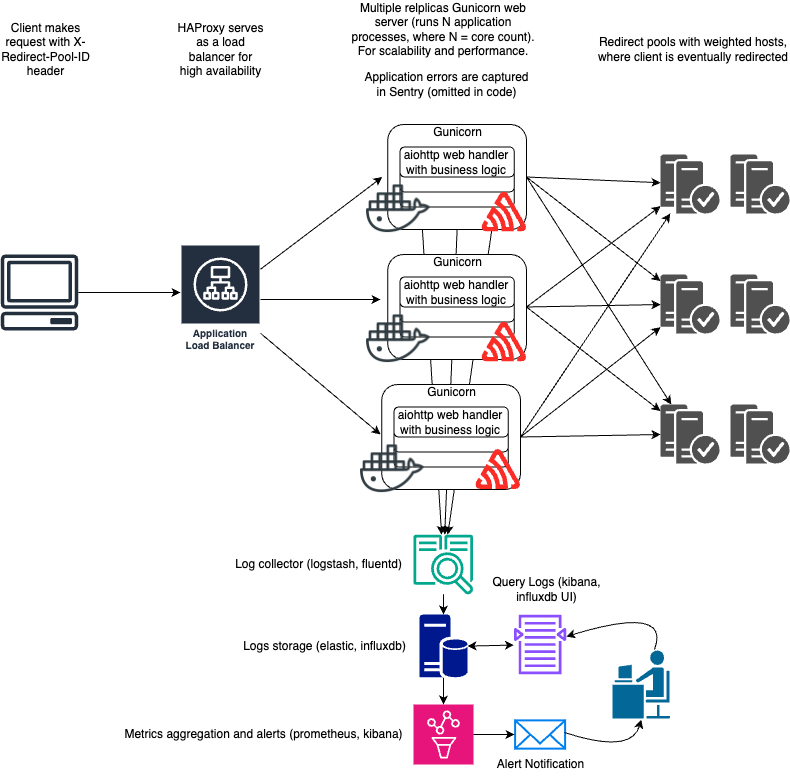 Client makes
request with X-
Redirect-Pool-ID
header
HAProxy serves
as a load
balancer for
high availability
Multiple relplicas Gunicorn web
server (runs N application
processes, where N = core count).
For scalability and performance.
Application errors are captured
in Sentry (omitted in code)
Redirect pools with weighted hosts,
where client is eventually redirected
Gunicorn
aiohttp web handler
with business logic
Application
Load Balancer
Gunicorn
aiohttp web handler
with business logic
Gunicorn
aiohttp web handler
with business logic
Log collector (logstash, fluentd)
Query Logs (kibana,
influxdb UI)
Logs storage (elastic, influxdb)
Metrics aggregation and alerts (prometheus, kibana)
Alert Notification